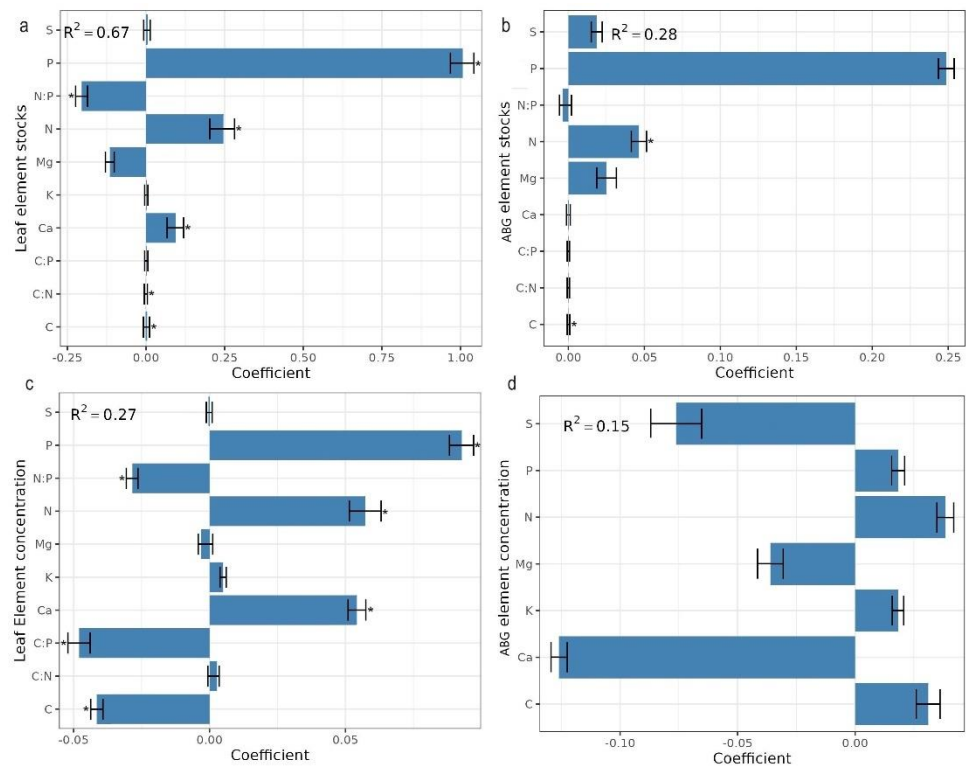 a
R² = 0.67
Leaf element stocks
S
P
N:P
N
Mg
K
Ca
C:P
C:N
C
*
*
*
*
*
*
-0.25 0.00 0.25 0.50 0.75 1.00
Coefficient
b
R² = 0.28
ABG element stocks
S
P
N:P
N
Mg
Ca
C:P
C:N
C
*
*
0.00 0.05 0.10 0.15 0.20 0.25
Coefficient
c
R² = 0.27
Leaf Element concentration
S
P
N:P
N
Mg
K
Ca
C:P
C:N
C
*
*
*
*
*
*
-0.05 0.00 0.05
Coefficient
d
R² = 0.15
ABG element concentration
S
P
N
Mg
K
Ca
C
-0.10 -0.05 0.00
Coefficient